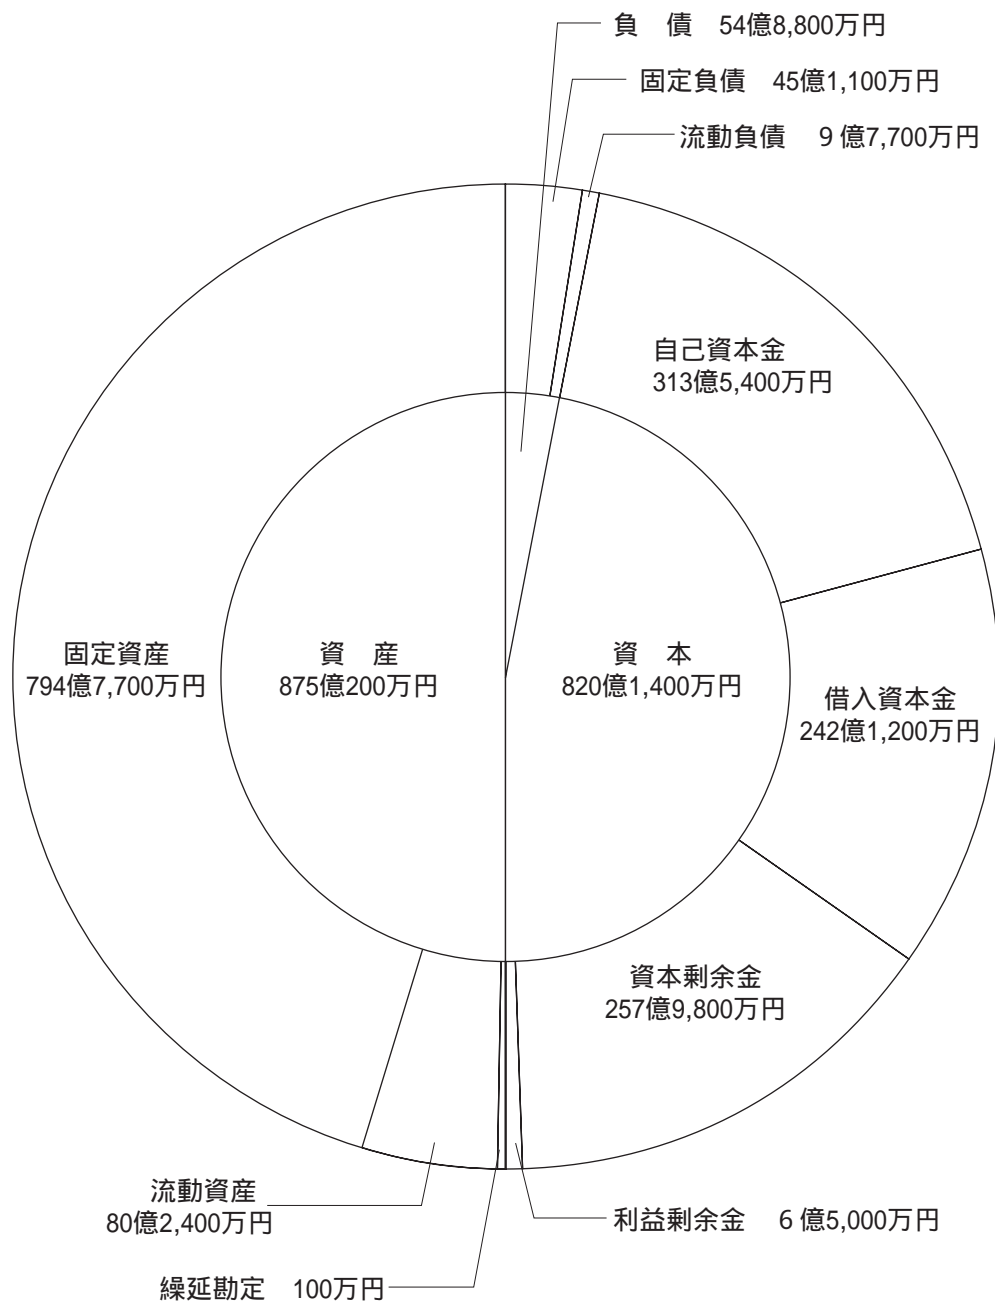 負　債　54億8,800万円
固定負債　45億1,100万円
流動負債　9億7,700万円
自己資本金
313億5,400万円
固定資産
794億7,700万円
資　産
875億200万円
資　本
820億1,400万円
借入資本金
242億1,200万円
資本剰余金
257億9,800万円
流動資産
80億2,400万円
利益剰余金　6億5,000万円
繰延勘定　100万円